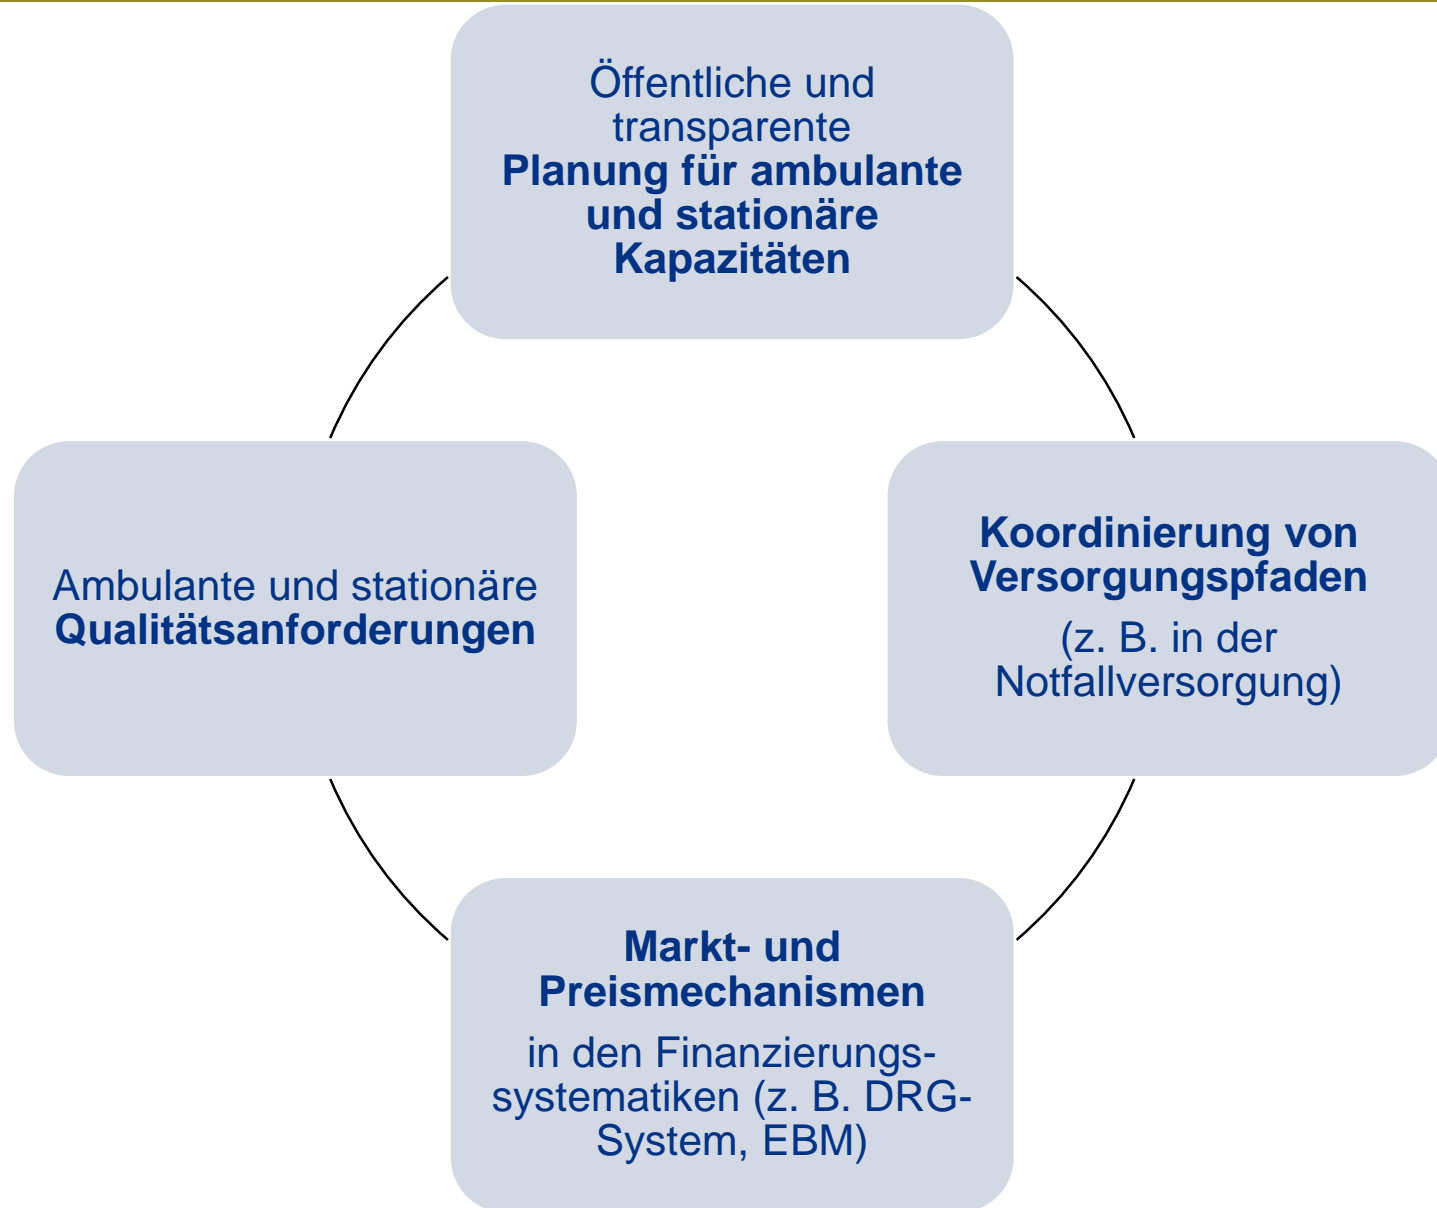 Öffentliche und
transparente
Planung für ambulante
und stationäre
Kapazitäten
Ambulante und stationäre
Qualitätsanforderungen
Koordinierung von
Versorgungspfaden
(z. B. in der
Notfallversorgung)
Markt- und
Preismechanismen
in den Finanzierungs-
systematiken (z. B. DRG-
System, EBM)